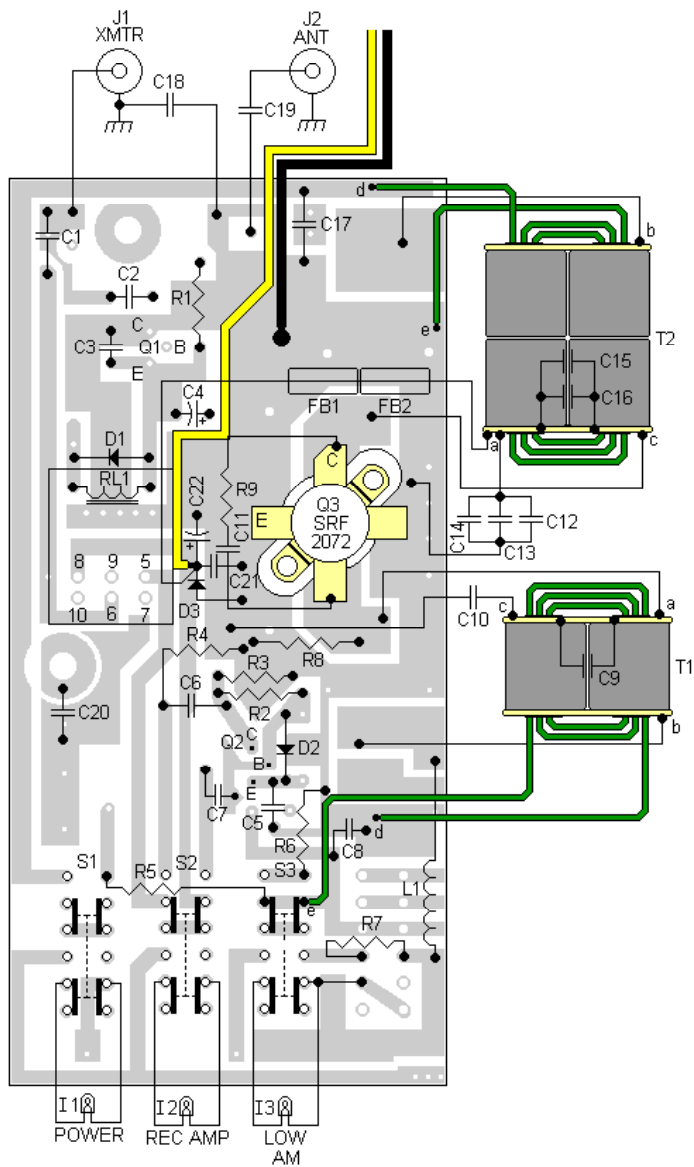 J1
XMTR
J2
ANT
C18
C19
d
b
C1
C17
C2
R1
e
C
C3
Q1
B
E
T2
C15
C16
C4
FB1
FB2
D1
a
c
RL1
C
R9
C22
Q3
SRF
2072
E
C11
C14
C12
C13
8
9
5
C21
10
6
7
D3
C10
c
a
R4
R8
R3
C6
C9
T1
R2
C20
Q2
C
D2
b
B
E
C7
C5
R6
C8
d
S1
S2
S3
R5
L1
e
R7
I1
POWER
I2
REC AMP
I3
LOW
AM